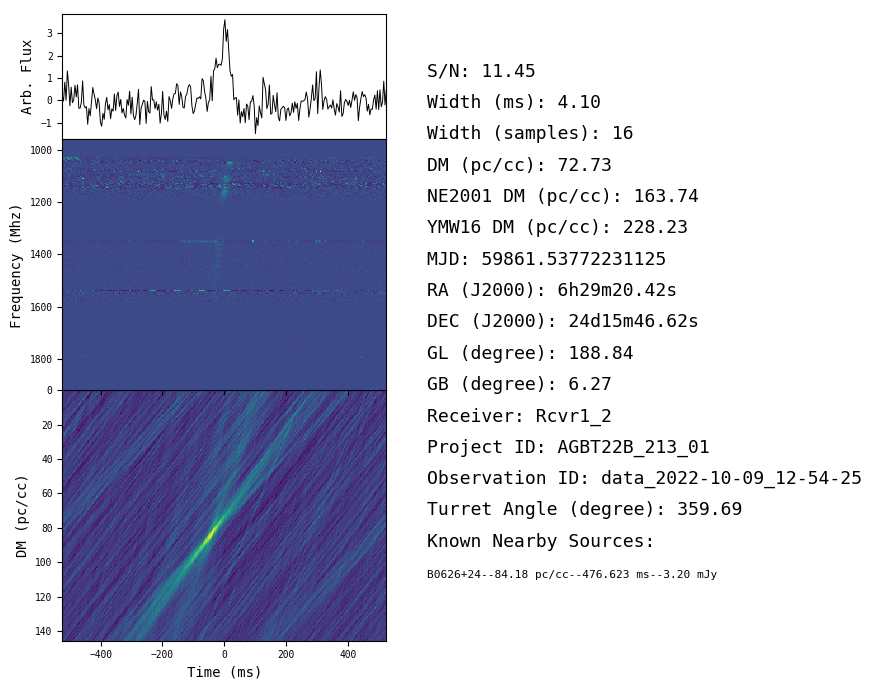 3
2
1
0
−1
Arb. Flux
1000
1200
1400
1600
1800
Frequency (Mhz)
0
20
40
60
80
100
120
140
DM (pc/cc)
−400 −200 0 200 400
Time (ms)
S/N: 11.45
Width (ms): 4.10
Width (samples): 16
DM (pc/cc): 72.73
NE2001 DM (pc/cc): 163.74
YMW16 DM (pc/cc): 228.23
MJD: 59861.53772231125
RA (J2000): 6h29m20.42s
DEC (J2000): 24d15m46.62s
GL (degree): 188.84
GB (degree): 6.27
Receiver: Rcvr1_2
Project ID: AGBT22B_213_01
Observation ID: data_2022-10-09_12-54-25
Turret Angle (degree): 359.69
Known Nearby Sources:
B0626+24--84.18 pc/cc--476.623 ms--3.20 mJy